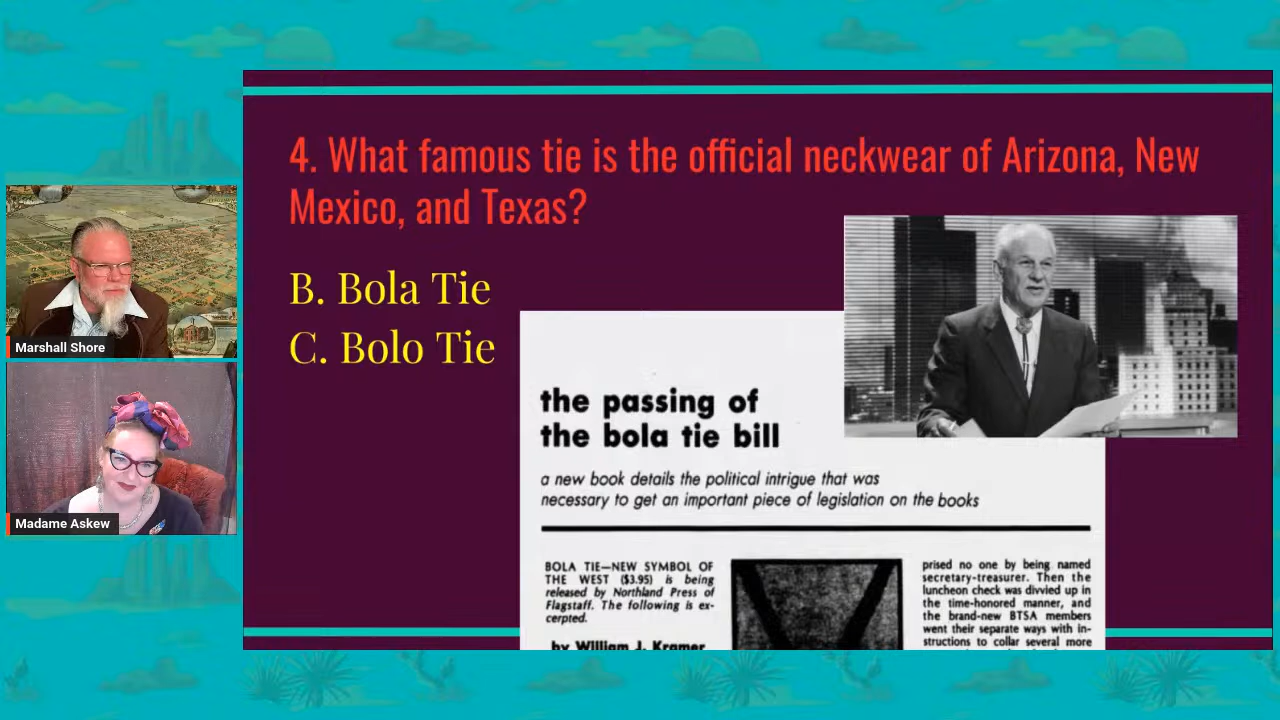 4. What famous tie is the official neckwear of Arizona, New
Mexico, and Texas?
B. Bola Tie
C. Bolo Tie
the passing of
the bola tie bill
a new book details the political intrigue that was
necessary to get an important piece of legislation on the books
BOLA TIE—NEW SYMBOL OF
THE WEST ($3.95) is being
released by Northland Press of
Flagstaff. The following is ex-
cerpted.
by William J. Kramer
prised no one by being named
secretary-treasurer. Then the
luncheon check was divvied up in
the time-honored manner, and
the brand-new BTSA members
went their separate ways with in-
structions to collar several more
Marshall Shore
Madame Askew